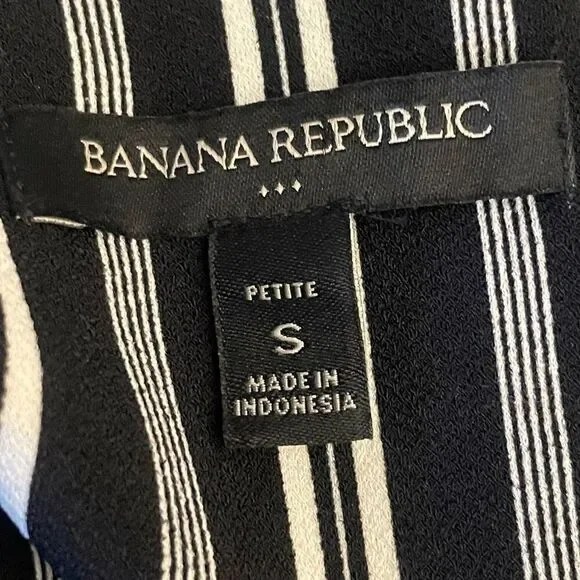 BANANA REPUBLIC
PETITE
S
MADE IN
INDONESIA